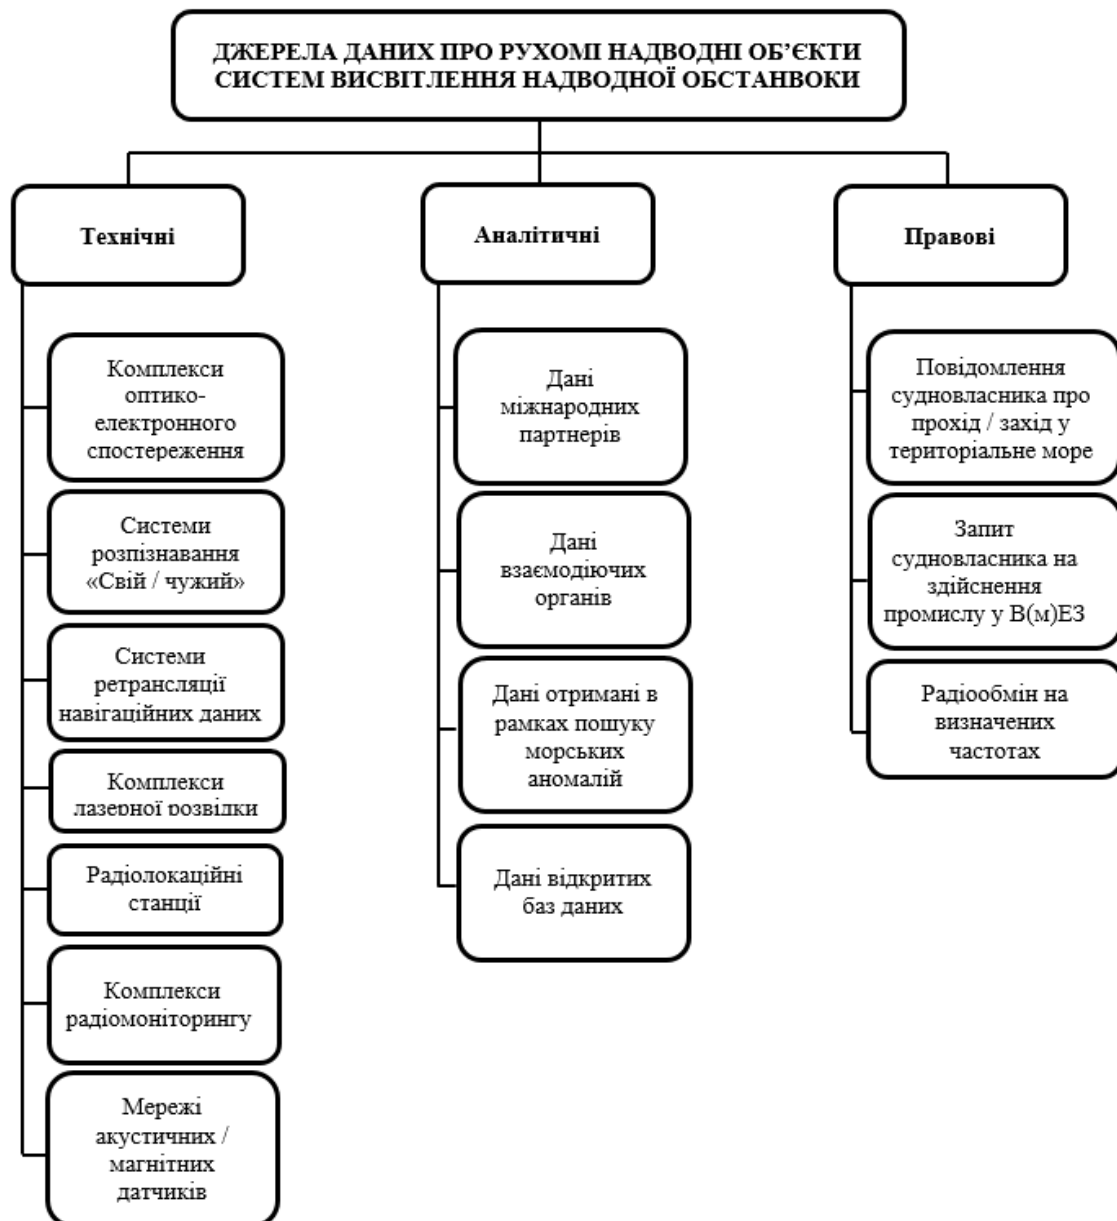 ДЖЕРЕЛА ДАНИХ ПРО РУХОМІ НАДВОДНІ ОБ’ЄКТИ
СИСТЕМ ВИСВІТЛЕННЯ НАДВОДНОЇ ОБСТАНВОКИ
Технічні
Комплекси
оптико-
електронного
спостереження
Системи
розпізнавання
«Свій / чужий»
Системи
ретрансляції
навігаційних даних
Комплекси
лазерної розвідки
Радіолокаційні
станції
Комплекси
радіомоніторингу
Мережі
акустичних /
магнітних
датчиків
Аналітичні
Дані
міжнародних
партнерів
Дані
взаємодіючих
органів
Дані отримані в
рамках пошуку
морських
аномалій
Дані відкритих
баз даних
Правові
Повідомлення
судновласника про
прохід / захід у
територіальне море
Запит
судновласника на
здійснення
промислу у В(м)ЕЗ
Радіообмін на
визначених
частотах